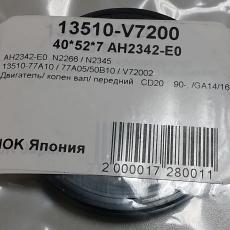 13510-V7200
40*52*7 AH2342-E0
AH2342-E0 N2266 / N2345
13510-77A10 / 77A05/50B10 / V72002
Двигатель/ колен вал/ передний CD20 90- /GA14/16
NOK Япония
2 000017 280011